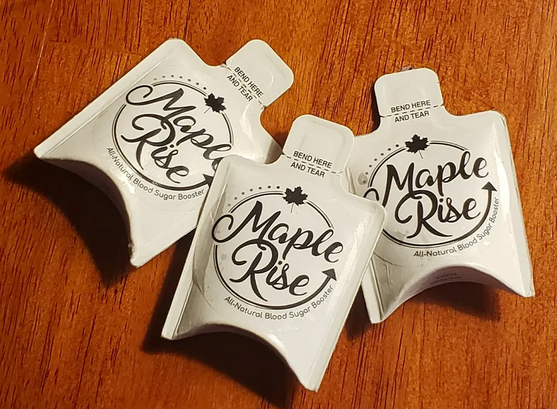 BEND HERE
AND TEAR
Maple
Rise
All-Natural Blood Sugar Booster
BEND HERE
AND TEAR
Maple
Rise
All-Natural Blood Sugar Booster
BEND HERE
AND TEAR
Maple
Rise
All-Natural Blood Sugar Booster